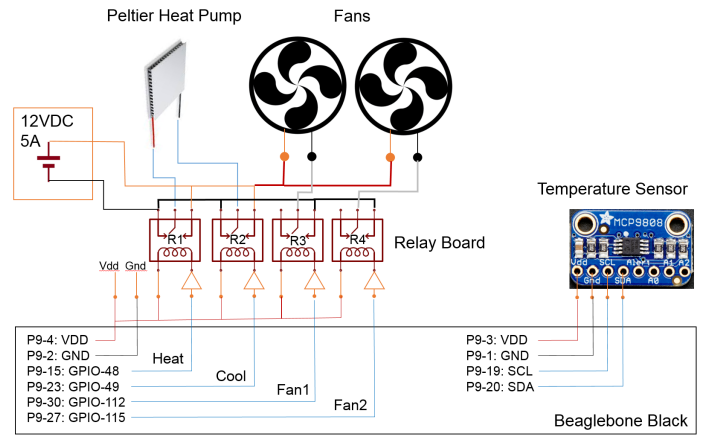 Peltier Heat Pump
Fans
12VDC
5A
Temperature Sensor
MCP9808
R1
R2
R3
R4
Relay Board
Vdd
Gnd
Vdd
SCL
Alert
A1
A2
Gnd
SDA
A0
P9-4: VDD
P9-2: GND
P9-15: GPIO-48
P9-23: GPIO-49
P9-30: GPIO-112
P9-27: GPIO-115
Heat
Cool
Fan1
Fan2
P9-3: VDD
P9-1: GND
P9-19: SCL
P9-20: SDA
Beaglebone Black